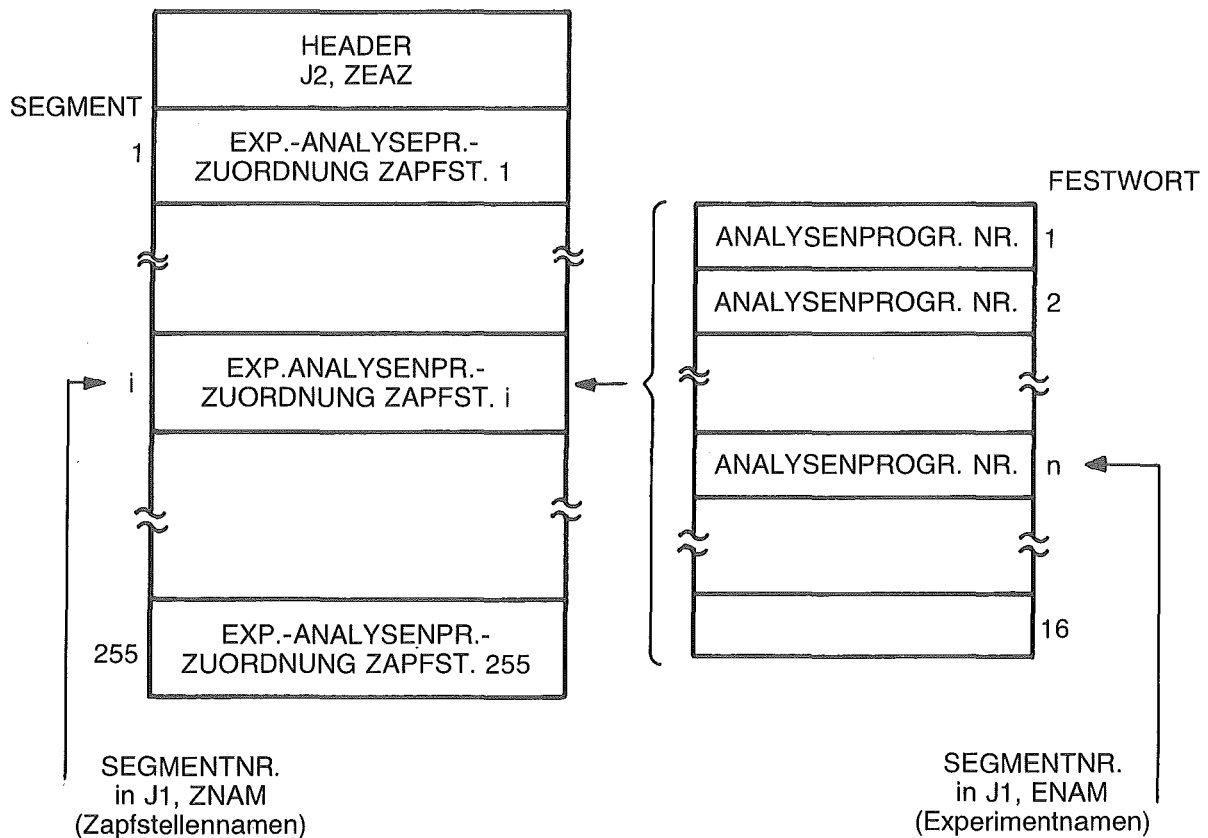 HEADER
J2, ZEAZ
SEGMENT
1
EXP.-ANALYSEPR.-
ZUORDNUNG ZAPFST. 1
i
EXP.ANALYSENPR.-
ZUORDNUNG ZAPFST. i
255
EXP.-ANALYSENPR.-
ZUORDNUNG ZAPFST. 255
SEGMENTNR.
in J1, ZNAM
(Zapfstellennamen)
FESTWORT
ANALYSENPROGR. NR. 1
ANALYSENPROGR. NR. 2
ANALYSENPROGR. NR. n
16
SEGMENTNR.
in J1, ENAM
(Experimentnamen)